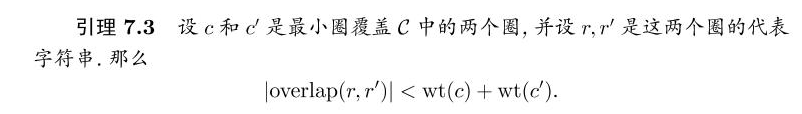 引理 7.3 设 c 和 c′ 是最小圈覆盖 𝒞 中的两个圈, 并设 r, r′ 是这两个圈的代表
字符串. 那么
|overlap(r, r′)| < wt(c) + wt(c′).